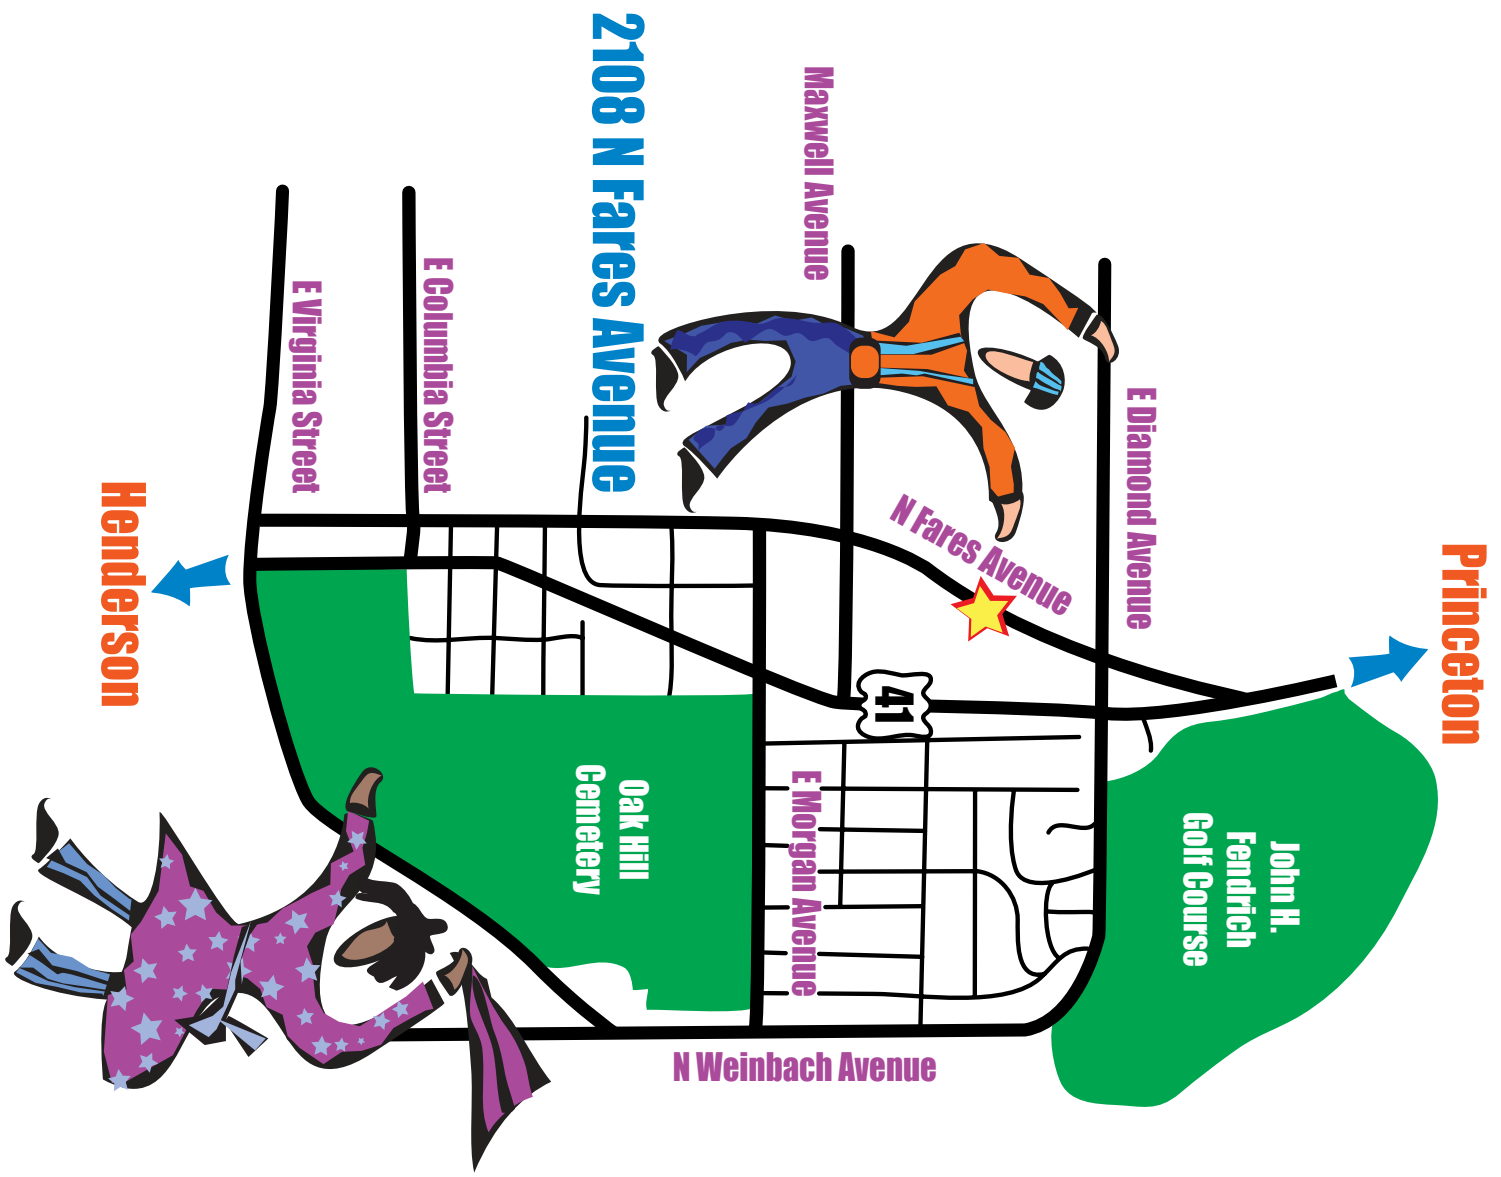 Princeton
2108 N Fares Avenue
Maxwell Avenue
E Diamond Avenue
N Fares Avenue
E Columbia Street
E Virginia Street
Henderson
41
John H.
Fendrich
Golf Course
E Morgan Avenue
Oak Hill
Cemetery
N Weinbach Avenue